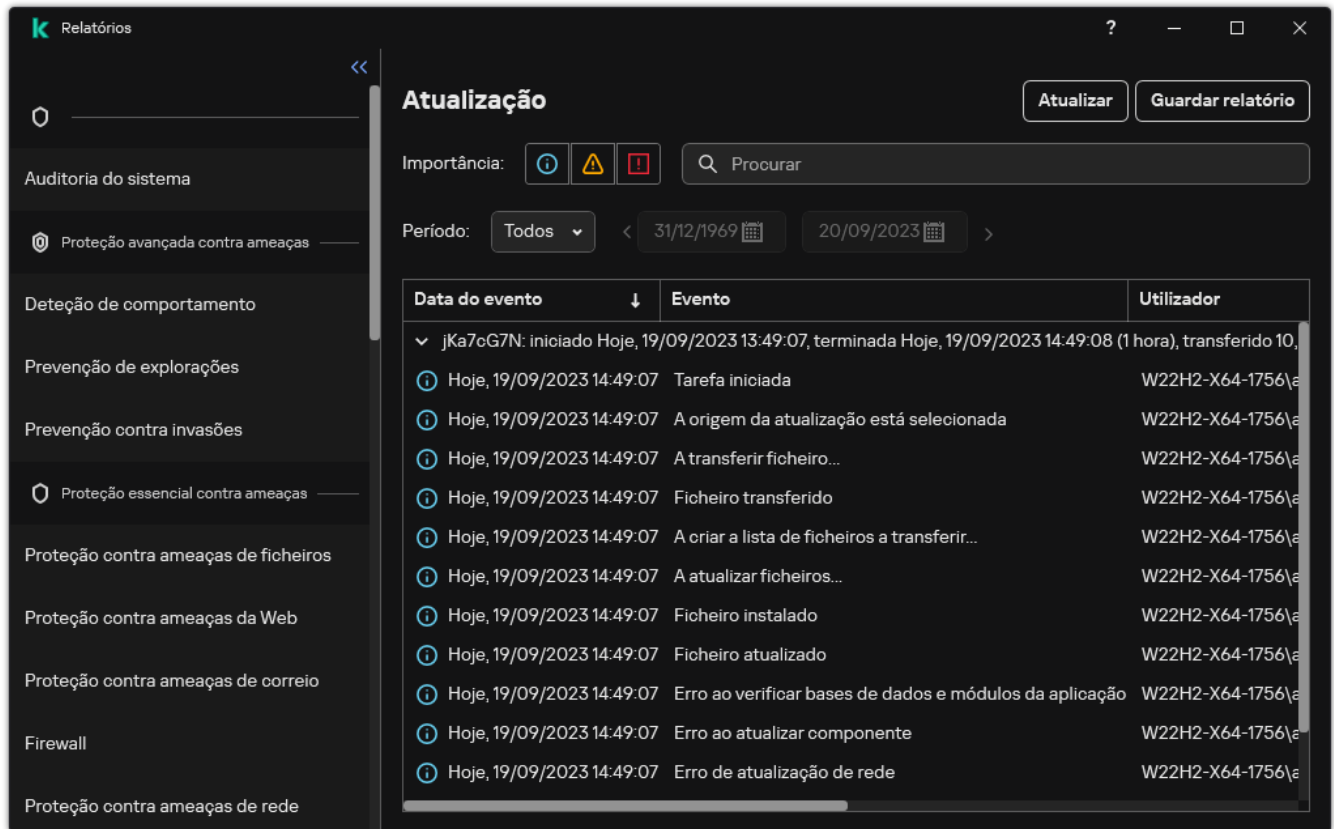 Relatórios
?
Auditoria do sistema
Proteção avançada contra ameaças
Deteção de comportamento
Prevenção de explorações
Prevenção contra invasões
Proteção essencial contra ameaças
Proteção contra ameaças de ficheiros
Proteção contra ameaças da Web
Proteção contra ameaças de correio
Firewall
Proteção contra ameaças de rede
Atualização
Atualizar
Guardar relatório
Importância:
Procurar
Período: Todos 31/12/1969 20/09/2023
Data do evento Evento Utilizador
jKa7cG7N: iniciado Hoje, 19/09/2023 13:49:07, terminada Hoje, 19/09/2023 14:49:08 (1 hora), transferido 10,
Hoje, 19/09/2023 14:49:07 Tarefa iniciada W22H2-X64-1756\a
Hoje, 19/09/2023 14:49:07 A origem da atualização está selecionada W22H2-X64-1756\a
Hoje, 19/09/2023 14:49:07 A transferir ficheiro... W22H2-X64-1756\a
Hoje, 19/09/2023 14:49:07 Ficheiro transferido W22H2-X64-1756\a
Hoje, 19/09/2023 14:49:07 A criar a lista de ficheiros a transferir... W22H2-X64-1756\a
Hoje, 19/09/2023 14:49:07 A atualizar ficheiros... W22H2-X64-1756\a
Hoje, 19/09/2023 14:49:07 Ficheiro instalado W22H2-X64-1756\a
Hoje, 19/09/2023 14:49:07 Ficheiro atualizado W22H2-X64-1756\a
Hoje, 19/09/2023 14:49:07 Erro ao verificar bases de dados e módulos da aplicação W22H2-X64-1756\a
Hoje, 19/09/2023 14:49:07 Erro ao atualizar componente W22H2-X64-1756\a
Hoje, 19/09/2023 14:49:07 Erro de atualização de rede W22H2-X64-1756\a